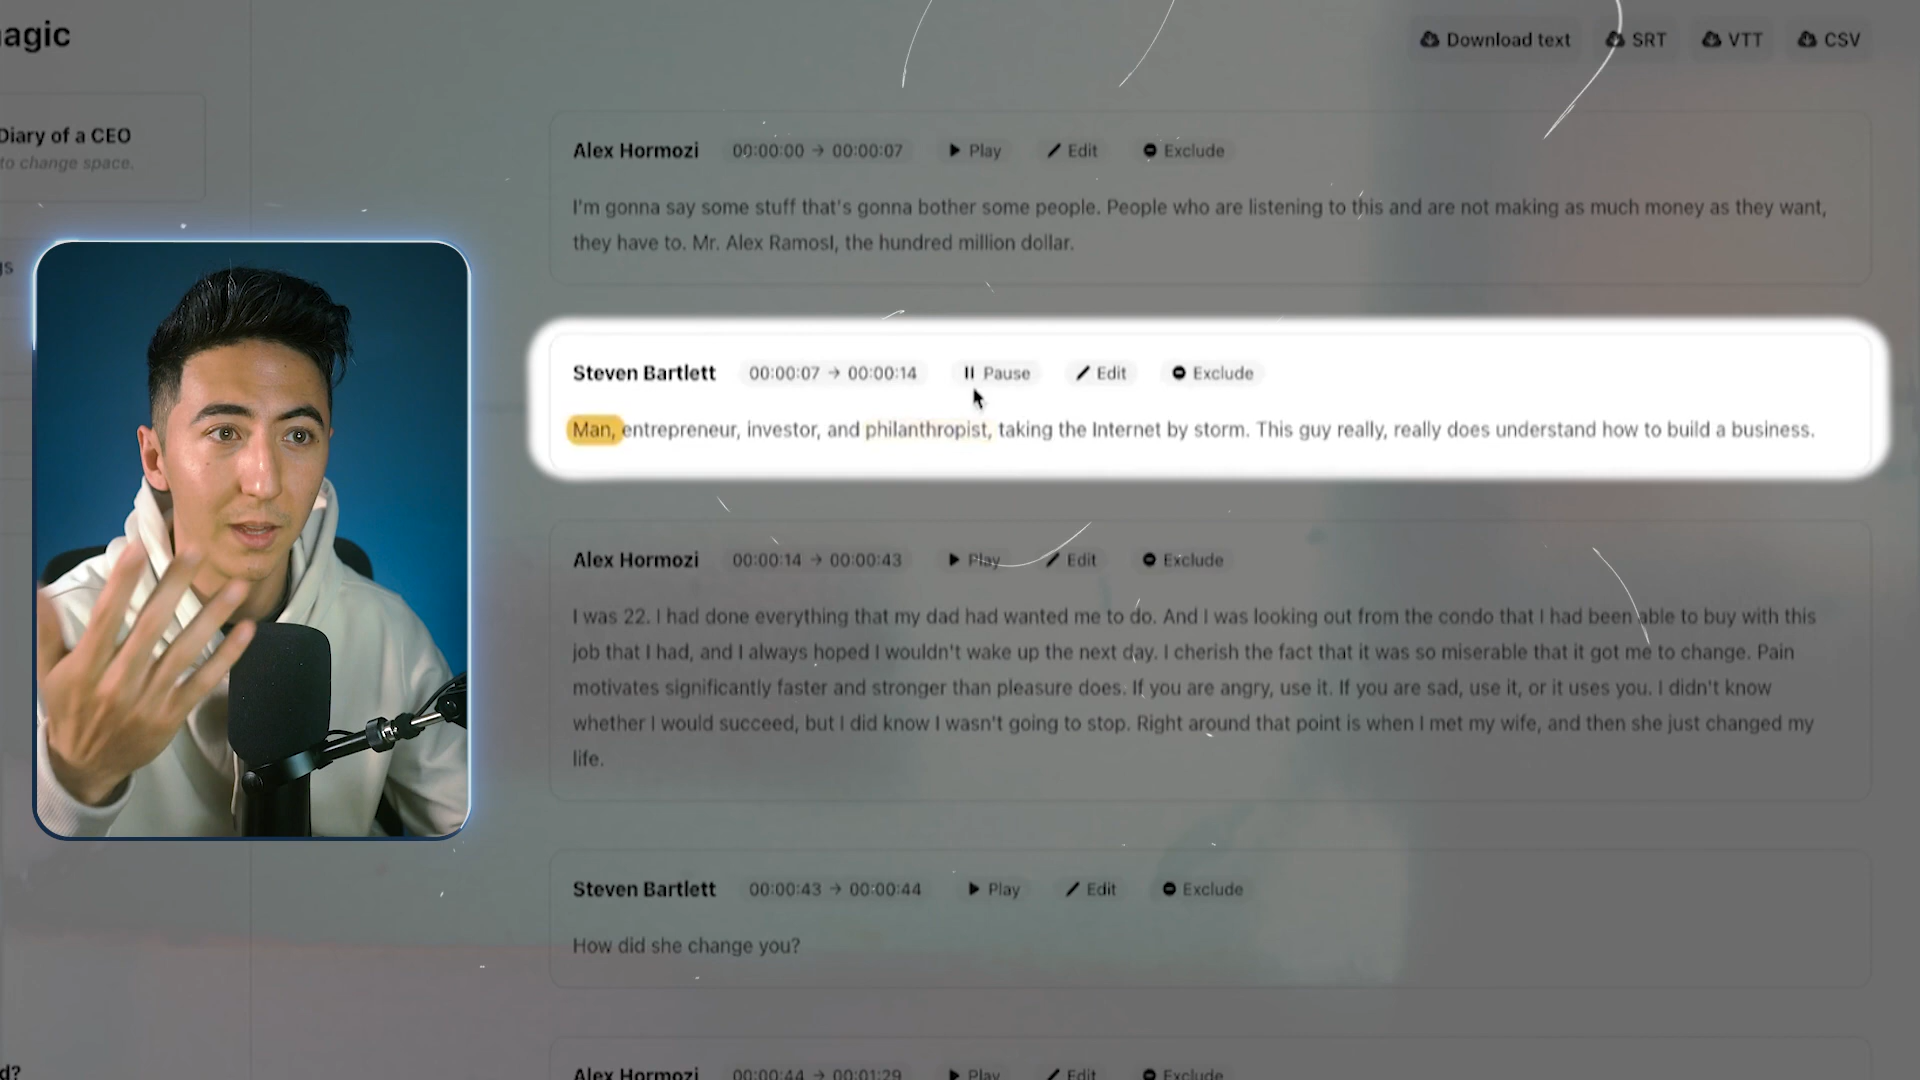 agic
Download text SRT VTT CSV
Diary of a CEO
to change space.
gs
Alex Hormozi 00:00:00 → 00:00:07 Play Edit Exclude
I'm gonna say some stuff that's gonna bother some people. People who are listening to this and are not making as much money as they want,
they have to. Mr. Alex Ramosl, the hundred million dollar.
Steven Bartlett 00:00:07 → 00:00:14 Pause Edit Exclude
Man, entrepreneur, investor, and philanthropist, taking the Internet by storm. This guy really, really does understand how to build a business.
Alex Hormozi 00:00:14 → 00:00:43 Play Edit Exclude
I was 22. I had done everything that my dad had wanted me to do. And I was looking out from the condo that I had been able to buy with this
job that I had, and I always hoped I wouldn't wake up the next day. I cherish the fact that it was so miserable that it got me to change. Pain
motivates significantly faster and stronger than pleasure does. If you are angry, use it. If you are sad, use it, or it uses you. I didn't know
whether I would succeed, but I did know I wasn't going to stop. Right around that point is when I met my wife, and then she just changed my
life.
Steven Bartlett 00:00:43 → 00:00:44 Play Edit Exclude
How did she change you?
d?
Alex Hormozi 00:00:44 → 00:01:29 Play Edit Exclude